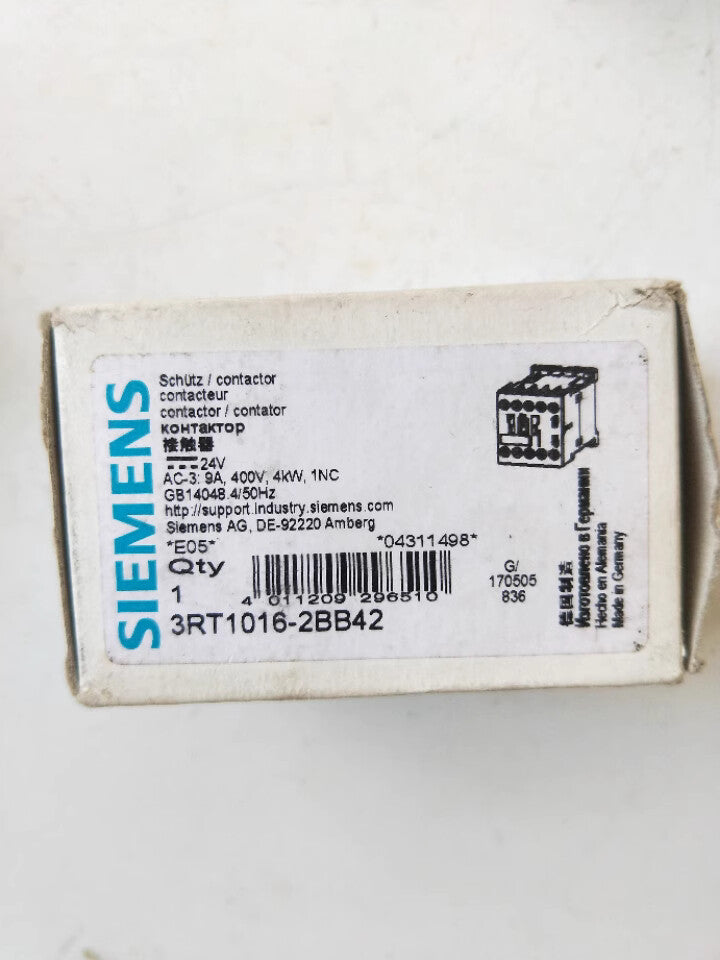 SIEMENS
Schütz / contactor
contacteur
contactor / contator
контактор
接触器
24V
AC-3: 9A, 400V, 4kW, 1NC
GB14048.4/50Hz
http://support.industry.siemens.com
Siemens AG, DE-92220 Amberg
*E05* *04311498*
Qty
1
4 011209 296510
3RT1016-2BB42
G/
170505
836
德国制造
Изготовлено в Германии
Hecho en Alemania
Made in Germany